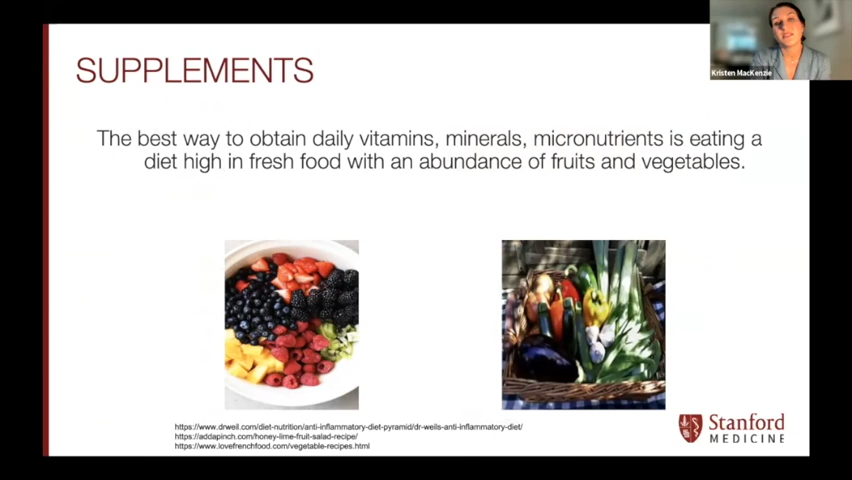 SUPPLEMENTS
Kristen MacKenzie
The best way to obtain daily vitamins, minerals, micronutrients is eating a
diet high in fresh food with an abundance of fruits and vegetables.
https://www.drweil.com/diet-nutrition/anti-inflammatory-diet-pyramid/dr-weils-anti-inflammatory-diet/
https://addapinch.com/honey-lime-fruit-salad-recipe/
https://www.lovefrenchfood.com/vegetable-recipes.html
Stanford
MEDICINE